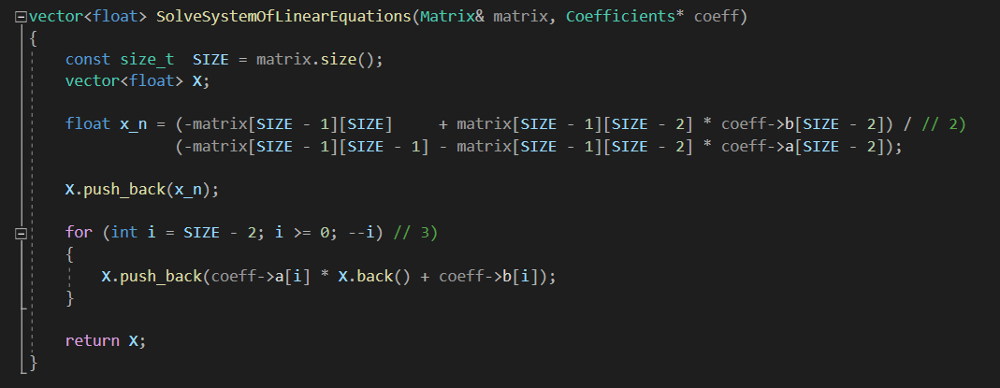 vector<float> SolveSystemOfLinearEquations(Matrix& matrix, Coefficients* coeff)
{
    const size_t  SIZE = matrix.size();
    vector<float> X;

    float x_n = (-matrix[SIZE - 1][SIZE]     + matrix[SIZE - 1][SIZE - 2] * coeff->b[SIZE - 2]) / // 2)
                (-matrix[SIZE - 1][SIZE - 1] - matrix[SIZE - 1][SIZE - 2] * coeff->a[SIZE - 2]);

    X.push_back(x_n);

    for (int i = SIZE - 2; i >= 0; --i) // 3)
    {
        X.push_back(coeff->a[i] * X.back() + coeff->b[i]);
    }

    return X;
}